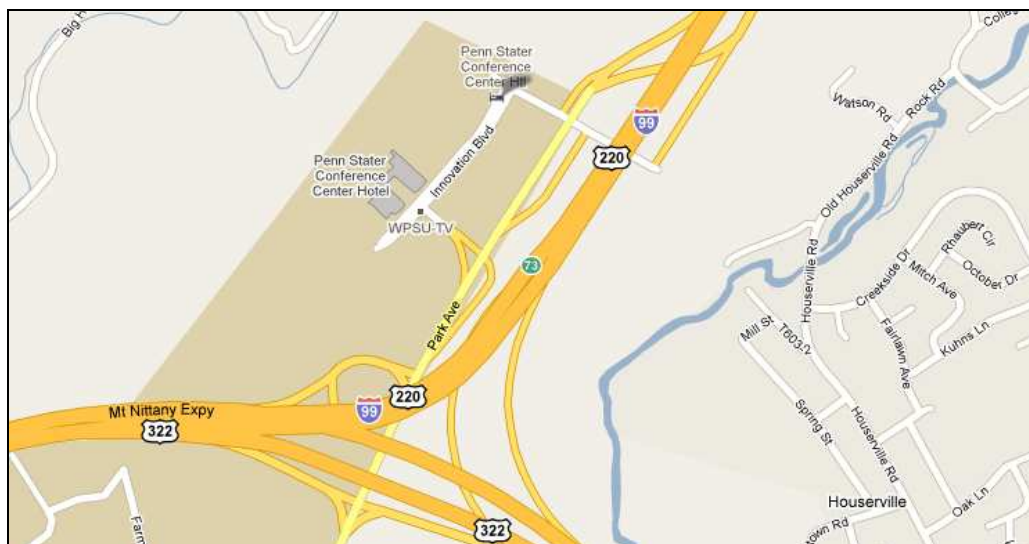 Big H
College
Penn Stater
Conference
Center Htl
Watson Rd
Rock Rd
99
220
Penn Stater
Conference
Center Hotel
Innovation Blvd
Old Houserville Rd
WPSU-TV
Rhaubert Cir
October Dr
Mitch Ave
Creekside Dr
Houserville Rd
73
Park Ave
Mill St
T603-2
Fairlawn Ave
Kuhns Ln
220
99
Mt Nittany Expy
322
Spring St
Houserville Rd
Houserville
Oak Ln
Farm
322
town Rd